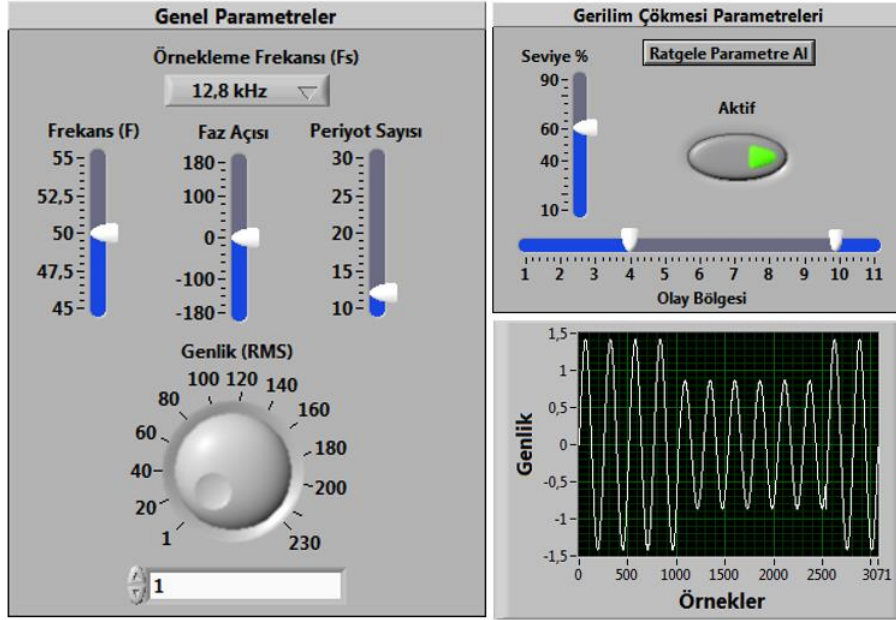 Genel Parametreler
Örnekleme Frekansı (Fs)
12,8 kHz
Frekans (F)
55
52,5
50
47,5
45
Faz Açısı
180
100
0
-100
-180
Periyot Sayısı
30
25
20
15
10
Genlik (RMS)
1
20
40
60
80
100
120
140
160
180
200
230
1
Gerilim Çökmesi Parametreleri
Seviye %
90
60
40
10
Ratgele Parametre Al
Aktif
1 2 3 4 5 6 7 8 9 10 11
Olay Bölgesi
Genlik
1,5
1
0,5
0
-0,5
-1
-1,5
0 500 1000 1500 2000 2500 3071
Örnekler